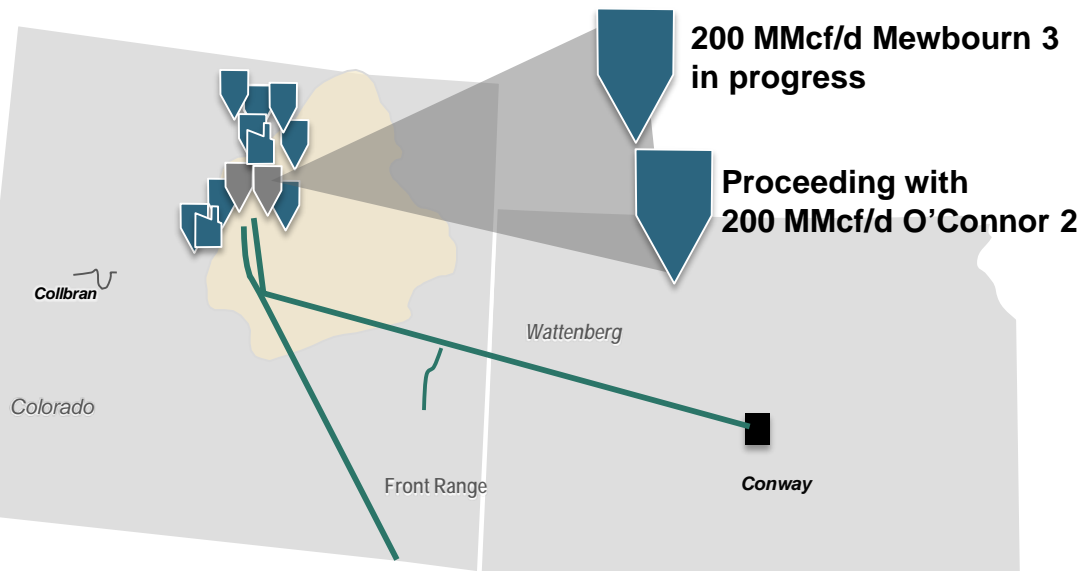 200 MMcf/d Mewbourn 3
in progress
Proceeding with
200 MMcf/d O’Connor 2
Collbran
Wattenberg
Colorado
Front Range
Conway